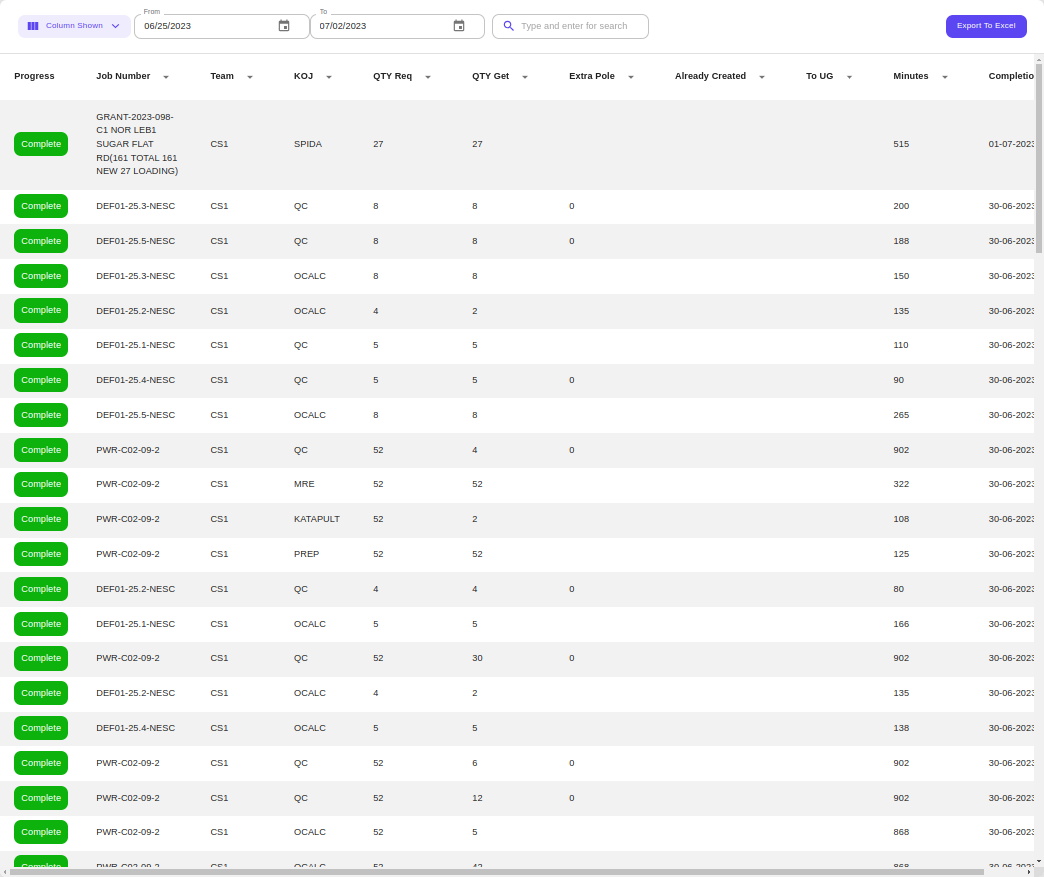 Column Shown
From
06/25/2023
To
07/02/2023
Type and enter for search
Export To Excel
Progress Job Number Team KOJ QTY Req QTY Get Extra Pole Already Created To UG Minutes Completio
Complete GRANT-2023-098-
C1 NOR LEB1
SUGAR FLAT
RD(161 TOTAL 161
NEW 27 LOADING) CS1 SPIDA 27 27 515 01-07-2023
Complete DEF01-25.3-NESC CS1 QC 8 8 0 200 30-06-2023
Complete DEF01-25.5-NESC CS1 QC 8 8 0 188 30-06-2023
Complete DEF01-25.3-NESC CS1 OCALC 8 8 150 30-06-2023
Complete DEF01-25.2-NESC CS1 OCALC 4 2 135 30-06-2023
Complete DEF01-25.1-NESC CS1 QC 5 5 110 30-06-2023
Complete DEF01-25.4-NESC CS1 QC 5 5 0 90 30-06-2023
Complete DEF01-25.5-NESC CS1 OCALC 8 8 265 30-06-2023
Complete PWR-C02-09-2 CS1 QC 52 4 0 902 30-06-2023
Complete PWR-C02-09-2 CS1 MRE 52 52 322 30-06-2023
Complete PWR-C02-09-2 CS1 KATAPULT 52 2 108 30-06-2023
Complete PWR-C02-09-2 CS1 PREP 52 52 125 30-06-2023
Complete DEF01-25.2-NESC CS1 QC 4 4 0 80 30-06-2023
Complete DEF01-25.1-NESC CS1 OCALC 5 5 166 30-06-2023
Complete PWR-C02-09-2 CS1 QC 52 30 0 902 30-06-2023
Complete DEF01-25.2-NESC CS1 OCALC 4 2 135 30-06-2023
Complete DEF01-25.4-NESC CS1 OCALC 5 5 138 30-06-2023
Complete PWR-C02-09-2 CS1 QC 52 6 0 902 30-06-2023
Complete PWR-C02-09-2 CS1 QC 52 12 0 902 30-06-2023
Complete PWR-C02-09-2 CS1 OCALC 52 5 868 30-06-2023
Complete PWR-C02-09-2 CS1 OCALC 52 42 868 30-06-2023